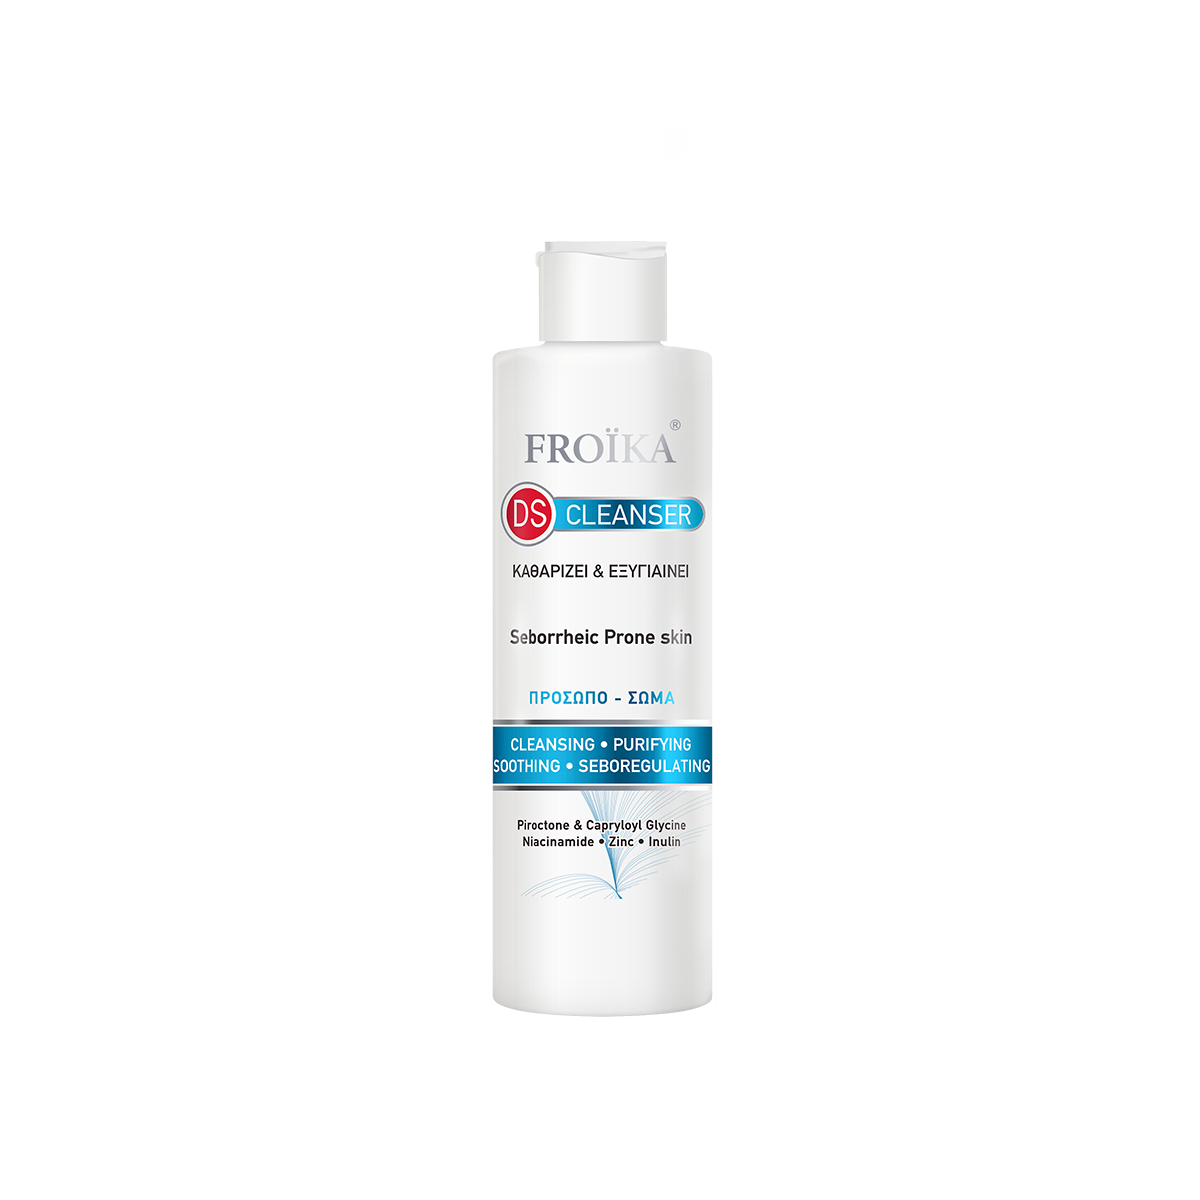 FROÏKA®
DS CLEANSER
ΚΑΘΑΡΙΖΕΙ & ΕΞΥΓΙΑΙΝΕΙ
Seborrheic Prone skin
ΠΡΟΣΩΠΟ - ΣΩΜΑ
CLEANSING • PURIFYING
SOOTHING • SEBOREGULATING
Piroctone & Capryloyl Glycine
Niacinamide • Zinc • Inulin